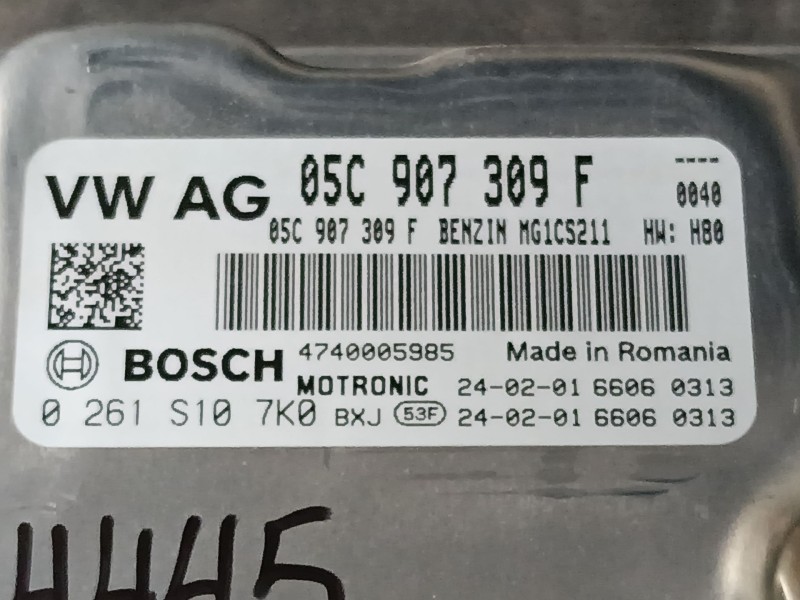 VW AG 05C 907 309 F ----
0040
05C 907 309 F BENZIN MG1CS211 HW: H80
BOSCH 4740005985 Made in Romania
MOTRONIC 24-02-01 6606 0313
0 261 S10 7K0 BXJ 53F 24-02-01 6606 0313
4445